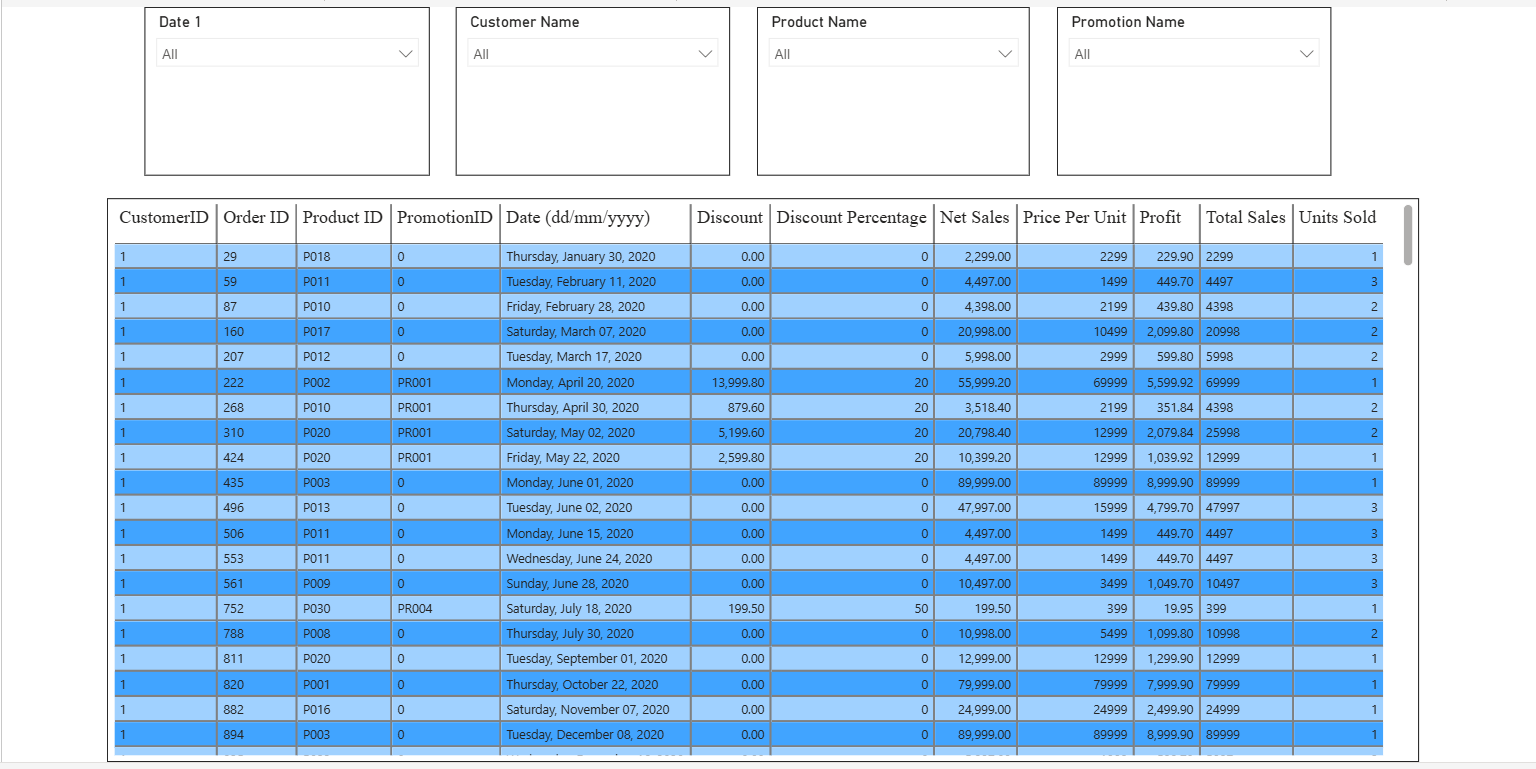 Date 1 Customer Name Product Name Promotion Name
All All All All
CustomerID Order ID Product ID PromotionID Date (dd/mm/yyyy) Discount Discount Percentage Net Sales Price Per Unit Profit Total Sales Units Sold
1 29 P018 0 Thursday, January 30, 2020 0.00 0 2,299.00 2299 229.90 2299 1
1 59 P011 0 Tuesday, February 11, 2020 0.00 0 4,497.00 1499 449.70 4497 3
1 87 P010 0 Friday, February 28, 2020 0.00 0 4,398.00 2199 439.80 4398 2
1 160 P017 0 Saturday, March 07, 2020 0.00 0 20,998.00 10499 2,099.80 20998 2
1 207 P012 0 Tuesday, March 17, 2020 0.00 0 5,998.00 2999 599.80 5998 2
1 222 P002 PR001 Monday, April 20, 2020 13,999.80 20 55,999.20 69999 5,599.92 69999 1
1 268 P010 PR001 Thursday, April 30, 2020 879.60 20 3,518.40 2199 351.84 4398 2
1 310 P020 PR001 Saturday, May 02, 2020 5,199.60 20 20,798.40 12999 2,079.84 25998 2
1 424 P020 PR001 Friday, May 22, 2020 2,599.80 20 10,399.20 12999 1,039.92 12999 1
1 435 P003 0 Monday, June 01, 2020 0.00 0 89,999.00 89999 8,999.90 89999 1
1 496 P013 0 Tuesday, June 02, 2020 0.00 0 47,997.00 15999 4,799.70 47997 3
1 506 P011 0 Monday, June 15, 2020 0.00 0 4,497.00 1499 449.70 4497 3
1 553 P011 0 Wednesday, June 24, 2020 0.00 0 4,497.00 1499 449.70 4497 3
1 561 P009 0 Sunday, June 28, 2020 0.00 0 10,497.00 3499 1,049.70 10497 3
1 752 P030 PR004 Saturday, July 18, 2020 199.50 50 199.50 399 19.95 399 1
1 788 P008 0 Thursday, July 30, 2020 0.00 0 10,998.00 5499 1,099.80 10998 2
1 811 P020 0 Tuesday, September 01, 2020 0.00 0 12,999.00 12999 1,299.90 12999 1
1 820 P001 0 Thursday, October 22, 2020 0.00 0 79,999.00 79999 7,999.90 79999 1
1 882 P016 0 Saturday, November 07, 2020 0.00 0 24,999.00 24999 2,499.90 24999 1
1 894 P003 0 Tuesday, December 08, 2020 0.00 0 89,999.00 89999 8,999.90 89999 1